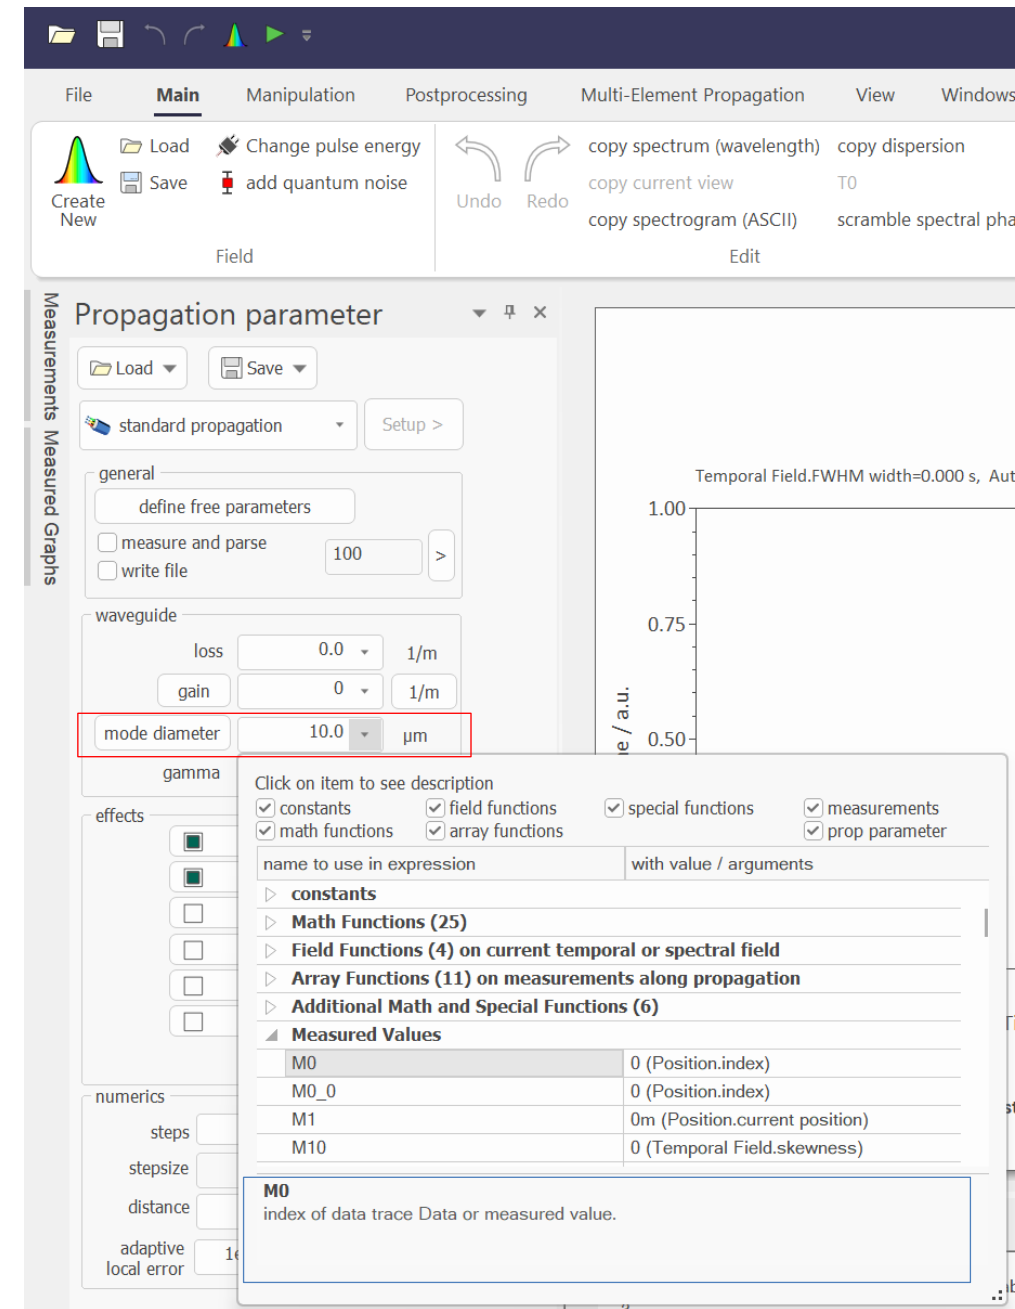 File Main Manipulation Postprocessing Multi-Element Propagation View Windows
Load Change pulse energy copy spectrum (wavelength) copy dispersion
Save add quantum noise copy current view T0
Create New
Undo Redo
copy spectrogram (ASCII) scramble spectral pha
Field Edit
Measurements
Measured Graphs
Propagation parameter
Load Save
standard propagation Setup >
general
define free parameters
measure and parse
write file
100 >
waveguide
loss 0.0 1/m
gain 0 1/m
mode diameter 10.0 µm
gamma
effects
numerics
steps
stepsize
distance
adaptive
local error
Temporal Field.FWHM width=0.000 s, Aut
1.00
0.75
0.50
/ a.u.
Click on item to see description
constants field functions special functions measurements
math functions array functions prop parameter
name to use in expression with value / arguments
constants
Math Functions (25)
Field Functions (4) on current temporal or spectral field
Array Functions (11) on measurements along propagation
Additional Math and Special Functions (6)
Measured Values
M0 0 (Position.index)
M0_0 0 (Position.index)
M1 0m (Position.current position)
M10 0 (Temporal Field.skewness)
M0
index of data trace Data or measured value.